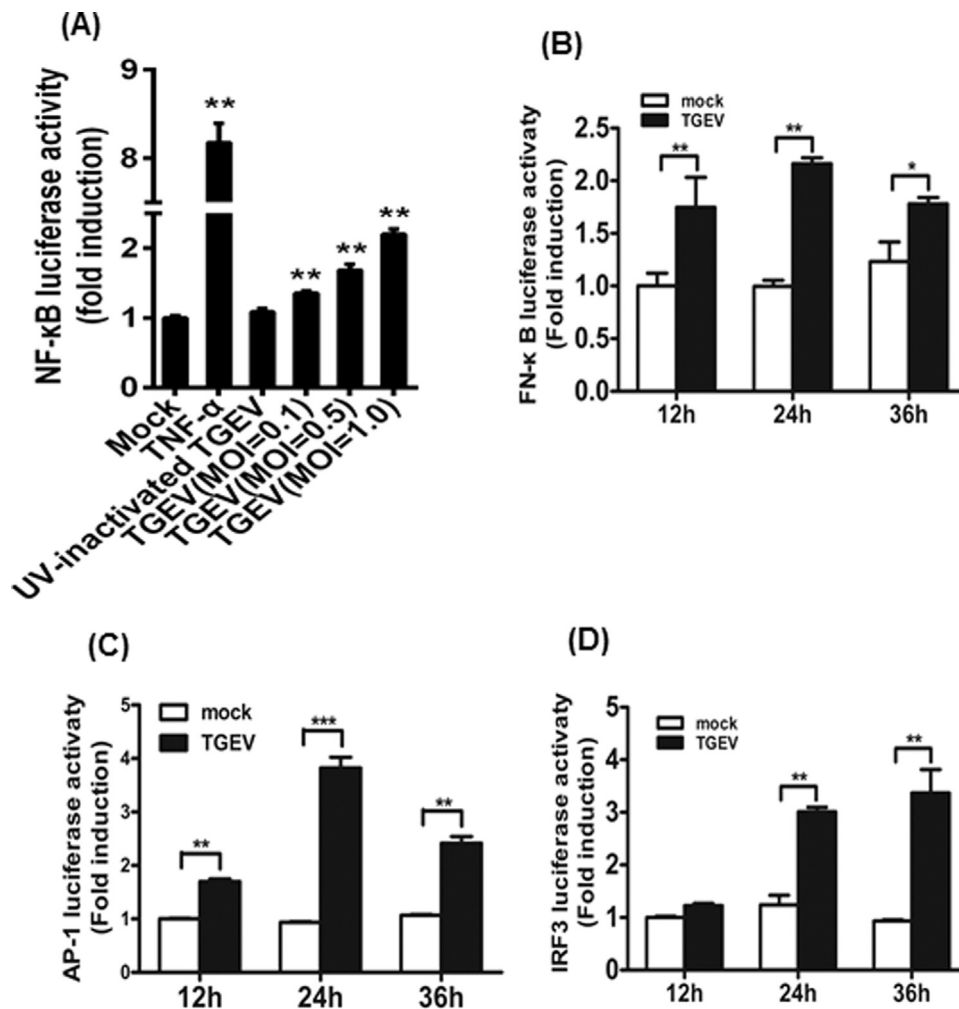 (A)
NF-κB luciferase activity
(fold induction)
9
8
2
1
0
**
**
**
**
Mock
TNF-α
UV-inactivated TGEV
TGEV(MOI=0.1)
TGEV(MOI=0.5)
TGEV(MOI=1.0)
(B)
mock
TGEV
FN-κ B luciferase activaty
(Fold induction)
2.5
2.0
1.5
1.0
0.5
0.0
**
**
*
12h
24h
36h
(C)
mock
TGEV
AP-1 luciferase activaty
(Fold induction)
5
4
3
2
1
0
**
***
**
12h
24h
36h
(D)
mock
TGEV
IRF3 luciferase activaty
(Fold induction)
5
4
3
2
1
0
**
**
12h
24h
36h